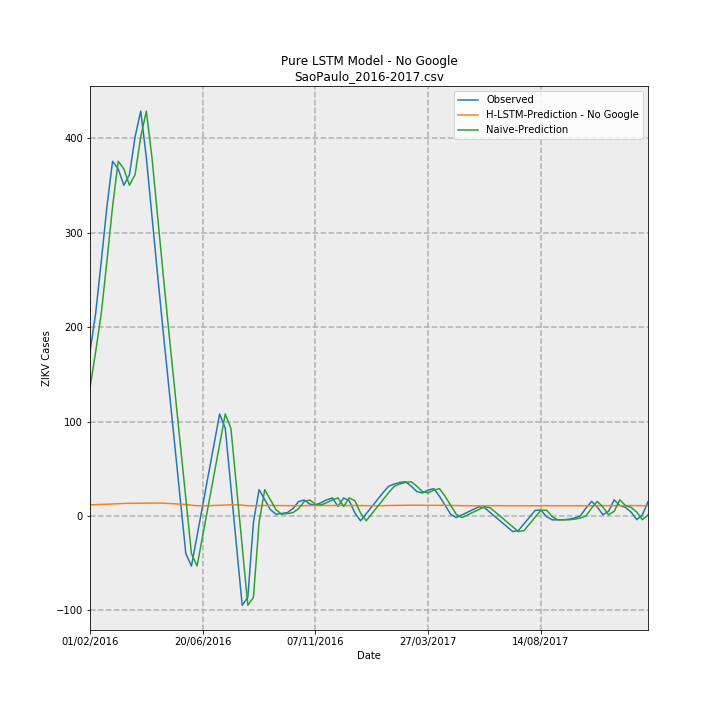 Pure LSTM Model - No Google
SaoPaulo_2016-2017.csv
Observed
H-LSTM-Prediction - No Google
Naive-Prediction
ZIKV Cases
400
300
200
100
0
−100
01/02/2016
20/06/2016
07/11/2016
27/03/2017
14/08/2017
Date